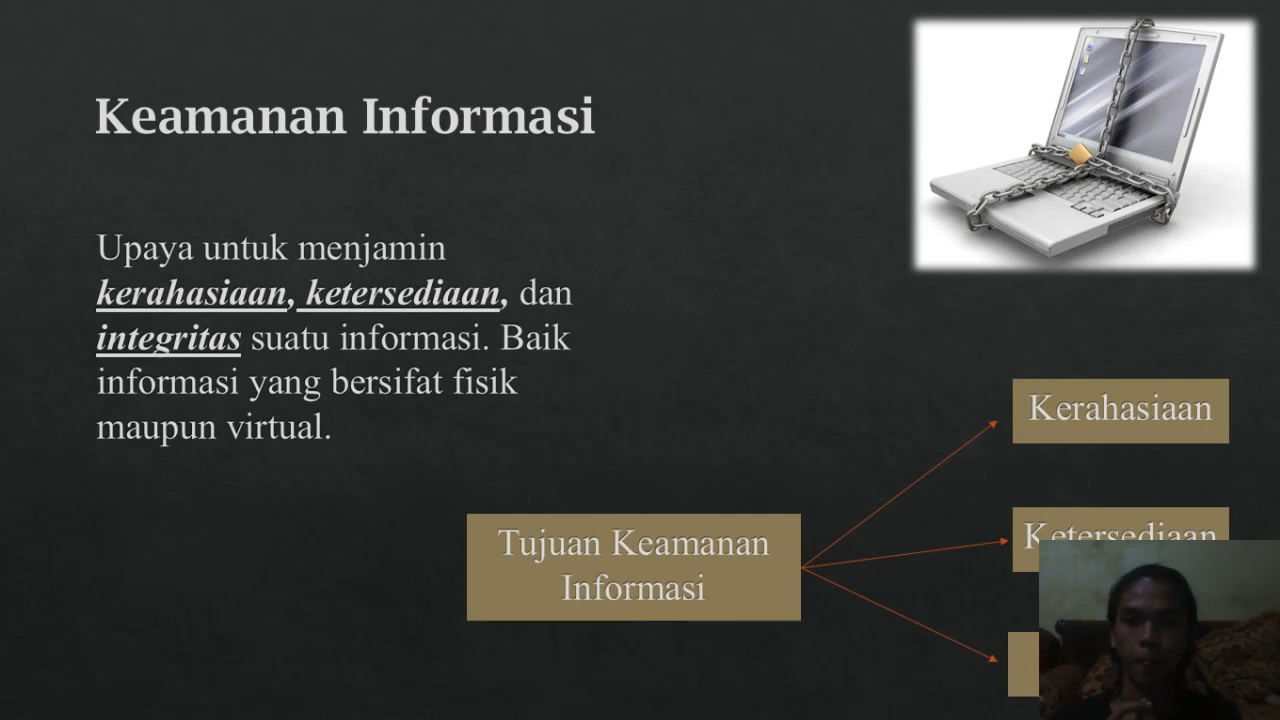 Keamanan Informasi
Upaya untuk menjamin
kerahasiaan, ketersediaan, dan
integritas suatu informasi. Baik
informasi yang bersifat fisik
maupun virtual.
Kerahasiaan
Ketersediaan
Tujuan Keamanan
Informasi